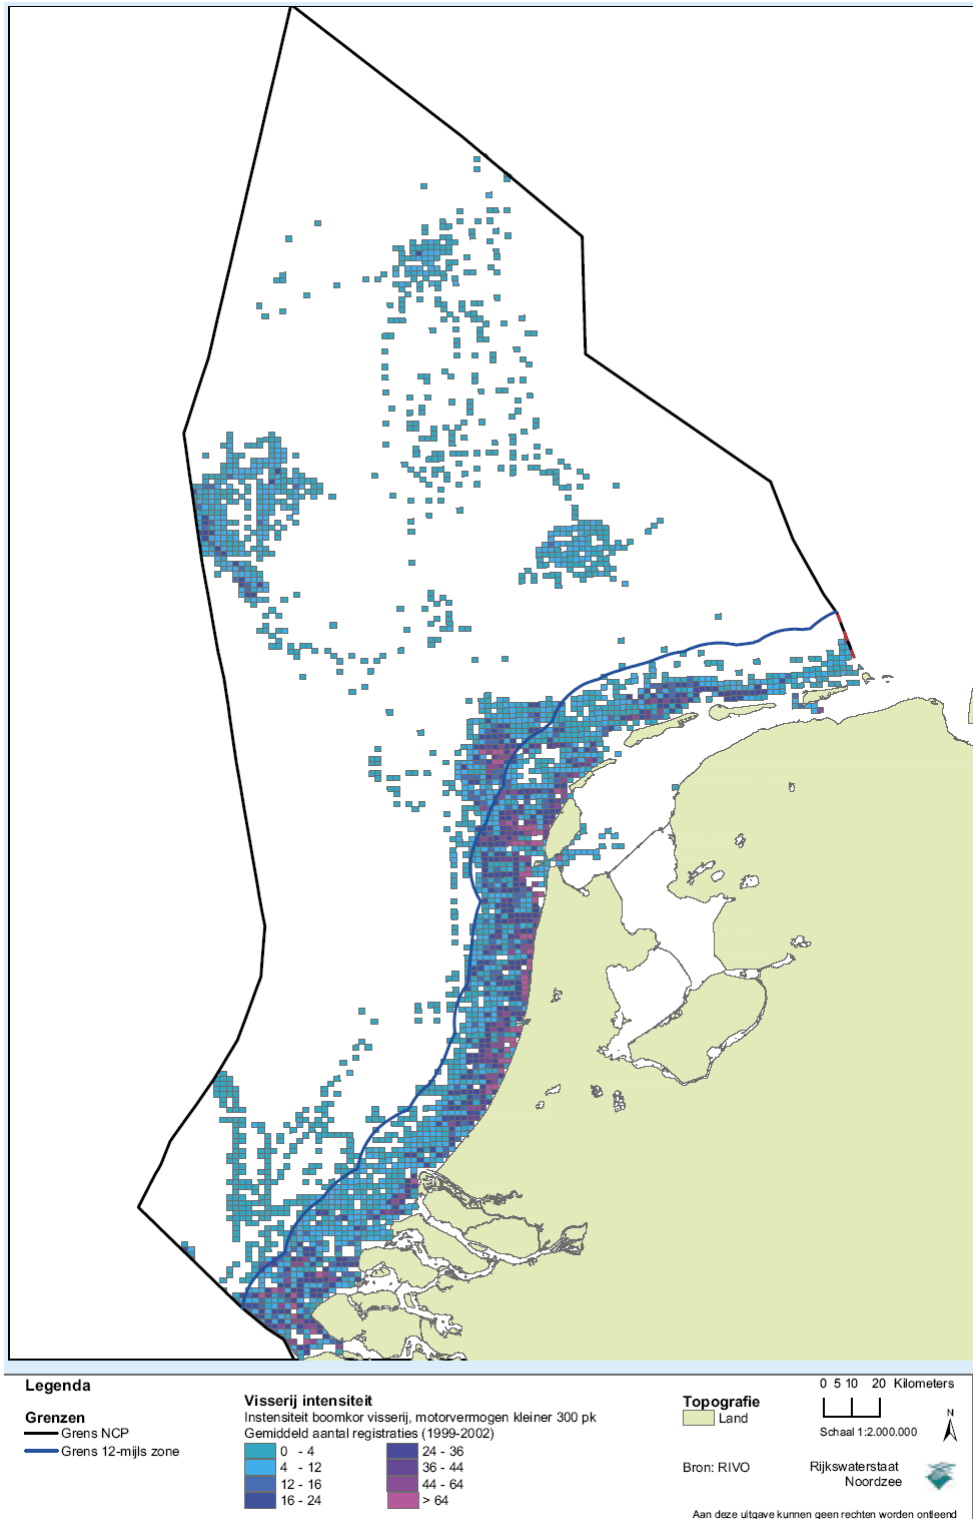 Legenda
Grenzen
Grens NCP
Grens 12-mijls zone
Visserij intensiteit
Instensiteit boomkor visserij, motorvermogen kleiner 300 pk
Gemiddeld aantal registraties (1999-2002)
0 - 4
4 - 12
12 - 16
16 - 24
24 - 36
36 - 44
44 - 64
> 64
Topografie
Land
Bron: RIVO
0 5 10 20 Kilometers
Schaal 1:2.000.000
N
Rijkswaterstaat
Noordzee
Aan deze uitgave kunnen geen rechten worden ontleend